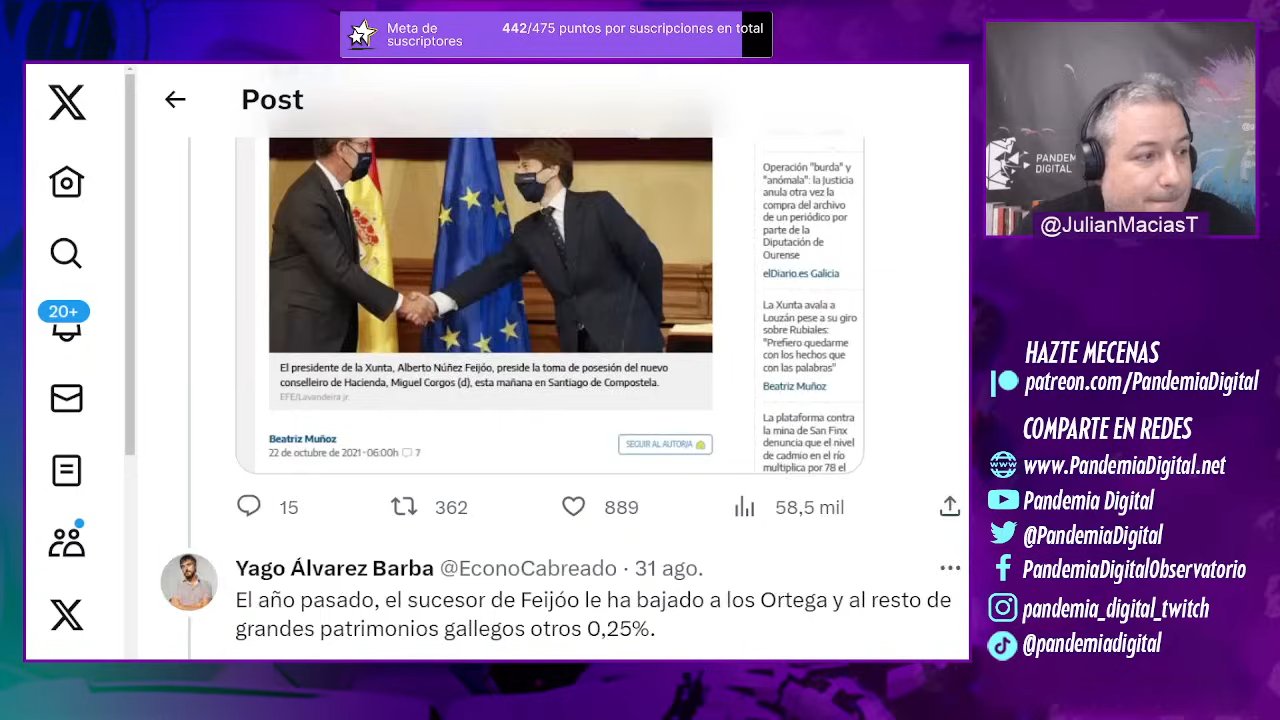 Meta de
suscriptores
442/475 puntos por suscripciones en total
Post
20+
El presidente de la Xunta, Alberto Núñez Feijóo, preside la toma de posesión del nuevo
conselleiro de Hacienda, Miguel Corgos (d), esta mañana en Santiago de Compostela.
EFE/Lavandeira jr.
Beatriz Muñoz
22 de octubre de 2021-06:00h 7
SEGUIR AL AUTOR/A
Operación "burda" y
"anómala": la Justicia
anula otra vez la
compra del archivo
de un periódico por
parte de la
Diputación de
Ourense
elDiario.es Galicia
La Xunta avala a
Louzán pese a su giro
sobre Rubiales:
"Prefiero quedarme
con los hechos que
con las palabras"
Beatriz Muñoz
La plataforma contra
la mina de San Finx
denuncia que el nivel
de cadmio en el río
multiplica por 78 el
15 362 889 58,5 mil
Yago Álvarez Barba @EconoCabreado · 31 ago.
El año pasado, el sucesor de Feijóo le ha bajado a los Ortega y al resto de
grandes patrimonios gallegos otros 0,25%.
PANDEM
DIGITAL
@JulianMaciasT
HAZTE MECENAS
patreon.com/PandemiaDigital
COMPARTE EN REDES
www.PandemiaDigital.net
Pandemia Digital
@PandemiaDigital
PandemiaDigitalObservatorio
pandemia_digital_twitch
@pandemiadigital